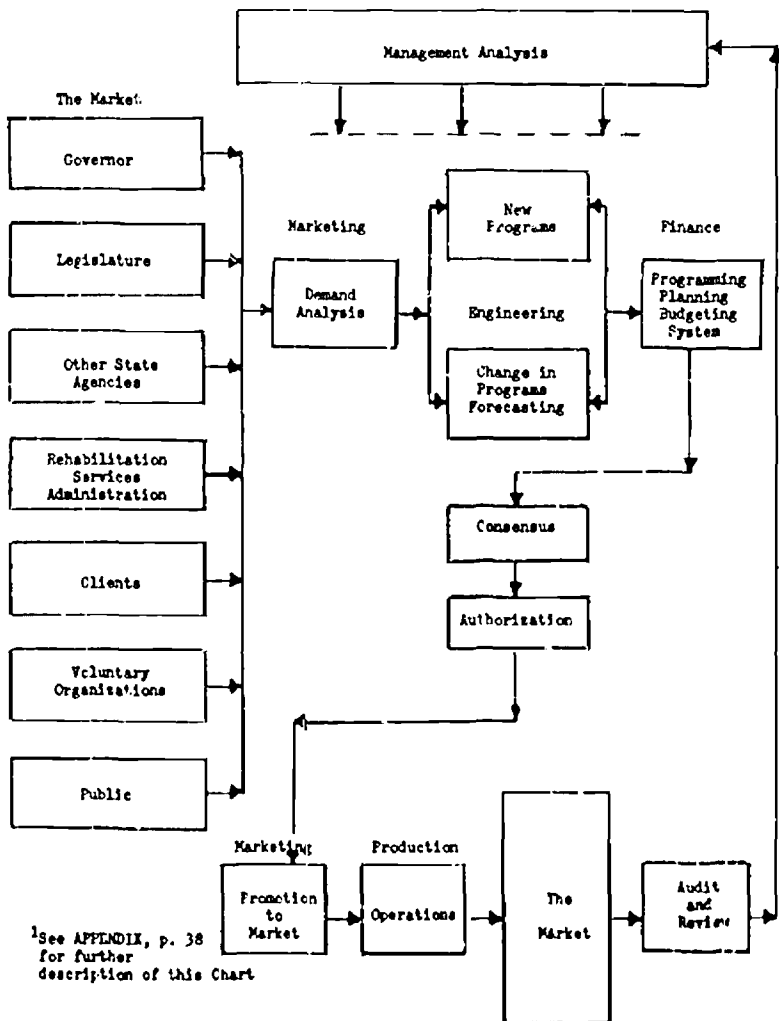 Management Analysis
The Market
Governor
Legislature
Other State
Agencies
Rehabilitation
Services
Administration
Clients
Voluntary
Organizations
Public
Marketing
Demand
Analysis
New
Programs
Engineering
Change in
Programs
Forecasting
Finance
Programming
Planning
Budgeting
System
Consensus
Authorization
Marketing
Promotion
to
Market
Production
Operations
The
Market
Audit
and
Review
1See APPENDIX, p. 38
for further
description of this Chart